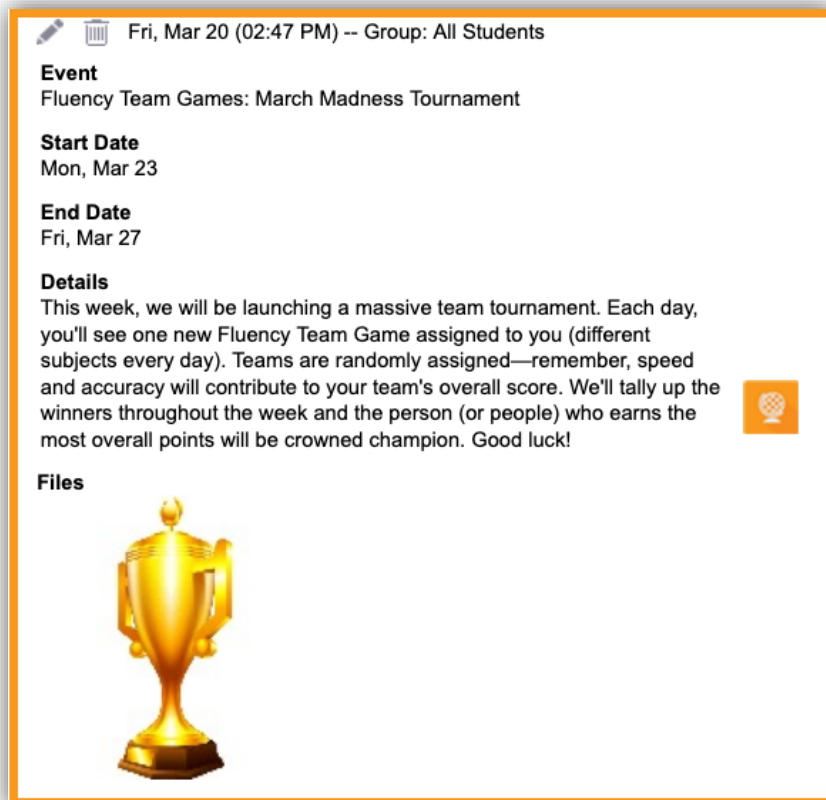 Fri, Mar 20 (02:47 PM) -- Group: All Students
Event
Fluency Team Games: March Madness Tournament
Start Date
Mon, Mar 23
End Date
Fri, Mar 27
Details
This week, we will be launching a massive team tournament. Each day,
you'll see one new Fluency Team Game assigned to you (different
subjects every day). Teams are randomly assigned—remember, speed
and accuracy will contribute to your team's overall score. We'll tally up the
winners throughout the week and the person (or people) who earns the
most overall points will be crowned champion. Good luck!
Files